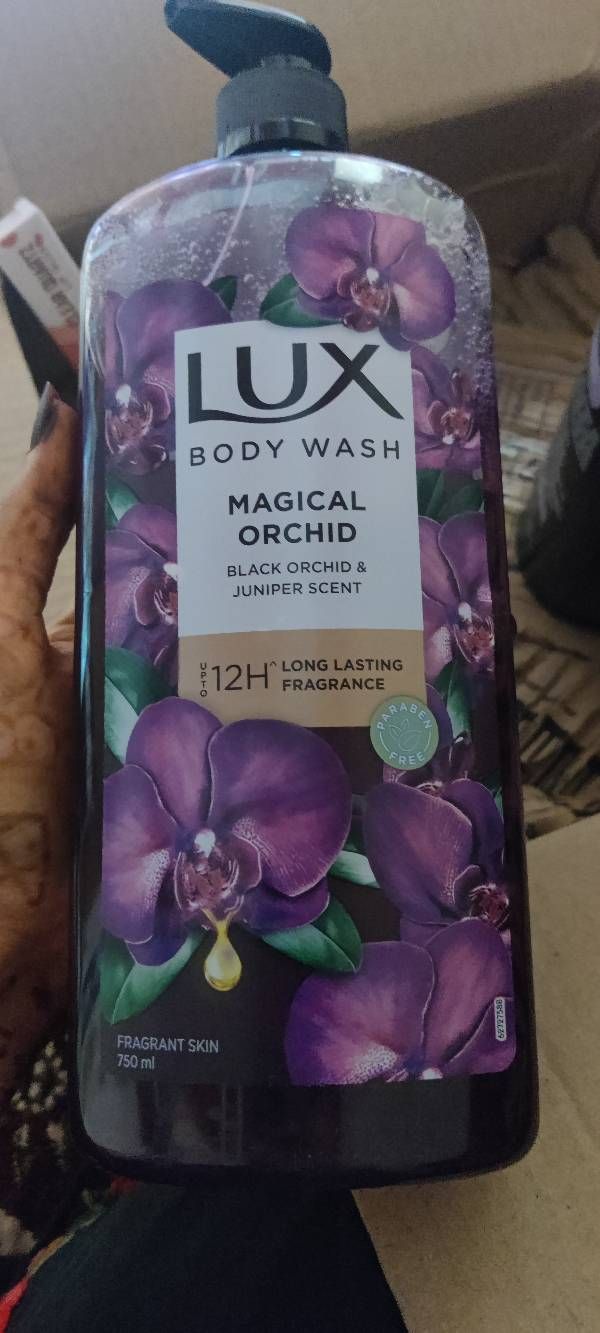 LUX
BODY WASH
MAGICAL
ORCHID
BLACK ORCHID &
JUNIPER SCENT
UPTO 12H^ LONG LASTING
FRAGRANCE
PARABEN
FREE
FRAGRANT SKIN
750 ml